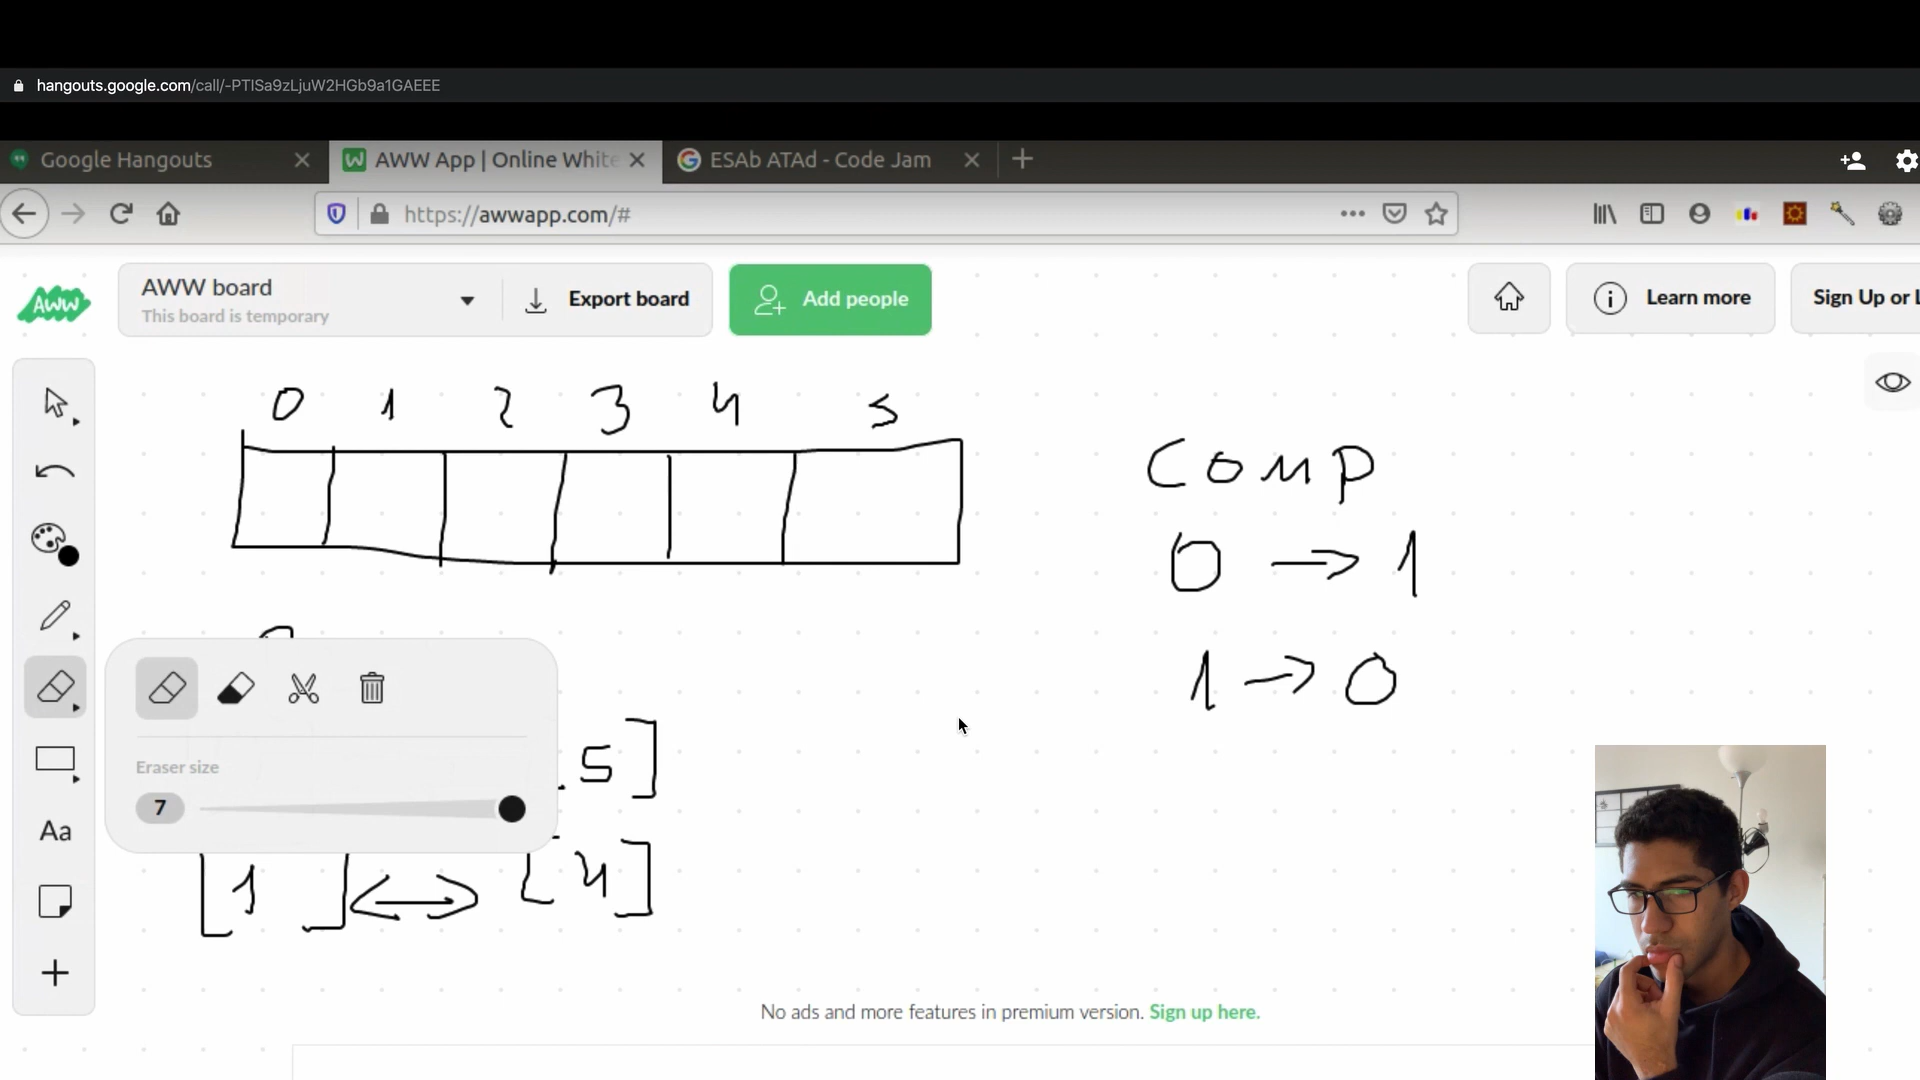 hangouts.google.com/call/-PTlSa9zLjuW2HGb9a1GAEEE
Google Hangouts
AWW App | Online White
ESAb ATAd - Code Jam
https://awwapp.com/#
AWW
AWW board
This board is temporary
Export board
Add people
Learn more
Sign Up or L
0 1 2 3 4 5
Comp
0 → 1
1 → 0
Eraser size
7
Aa
.5]
[1 ] ↔ [4]
No ads and more features in premium version. Sign up here.